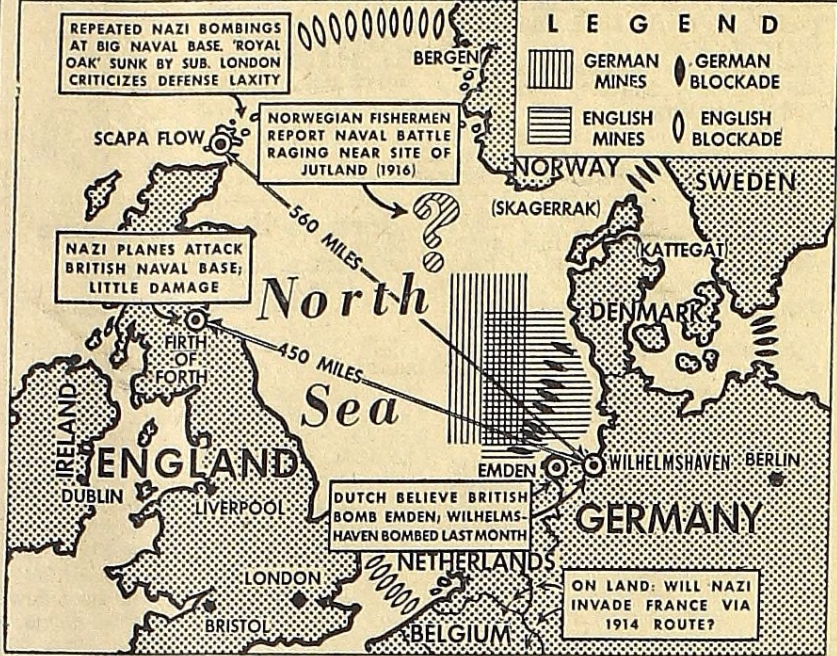 REPEATED NAZI BOMBINGS
AT BIG NAVAL BASE. 'ROYAL
OAK' SUNK BY SUB. LONDON
CRITICIZES DEFENSE LAXITY
BERGEN
LEGEND
GERMAN
MINES
GERMAN
BLOCKADE
ENGLISH
MINES
ENGLISH
BLOCKADE
SCAPA FLOW
NORWEGIAN FISHERMEN
REPORT NAVAL BATTLE
RAGING NEAR SITE OF
JUTLAND (1916)
NORWAY
SWEDEN
(SKAGERRAK)
?
560 MILES
(KATTEGAT)
NAZI PLANES ATTACK
BRITISH NAVAL BASE;
LITTLE DAMAGE
North
Sea
DENMARK
FIRTH
OF
FORTH
450 MILES
IRELAND
ENGLAND
DUBLIN
LIVERPOOL
EMDEN
WILHELMSHAVEN
BERLIN
GERMANY
DUTCH BELIEVE BRITISH
BOMB EMDEN; WILHELMS-
HAVEN BOMBED LAST MONTH
NETHERLANDS
LONDON
BRISTOL
BELGIUM
ON LAND: WILL NAZI
INVADE FRANCE VIA
1914 ROUTE?